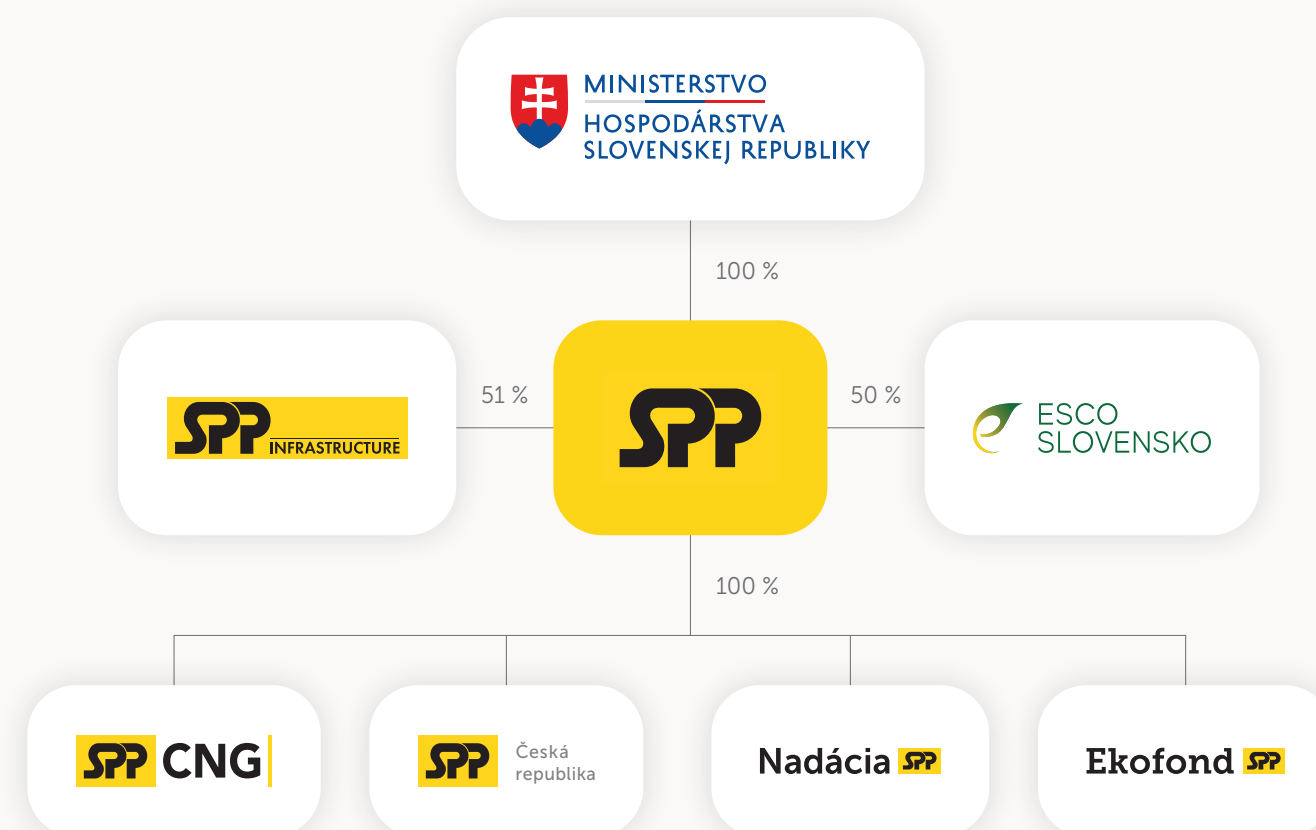 MINISTERSTVO
HOSPODÁRSTVA
SLOVENSKEJ REPUBLIKY
100 %
SPP INFRASTRUCTURE
51 %
SPP
50 %
ESCO
SLOVENSKO
100 %
SPP CNG
SPP
Česká
republika
Nadácia SPP
Ekofond SPP